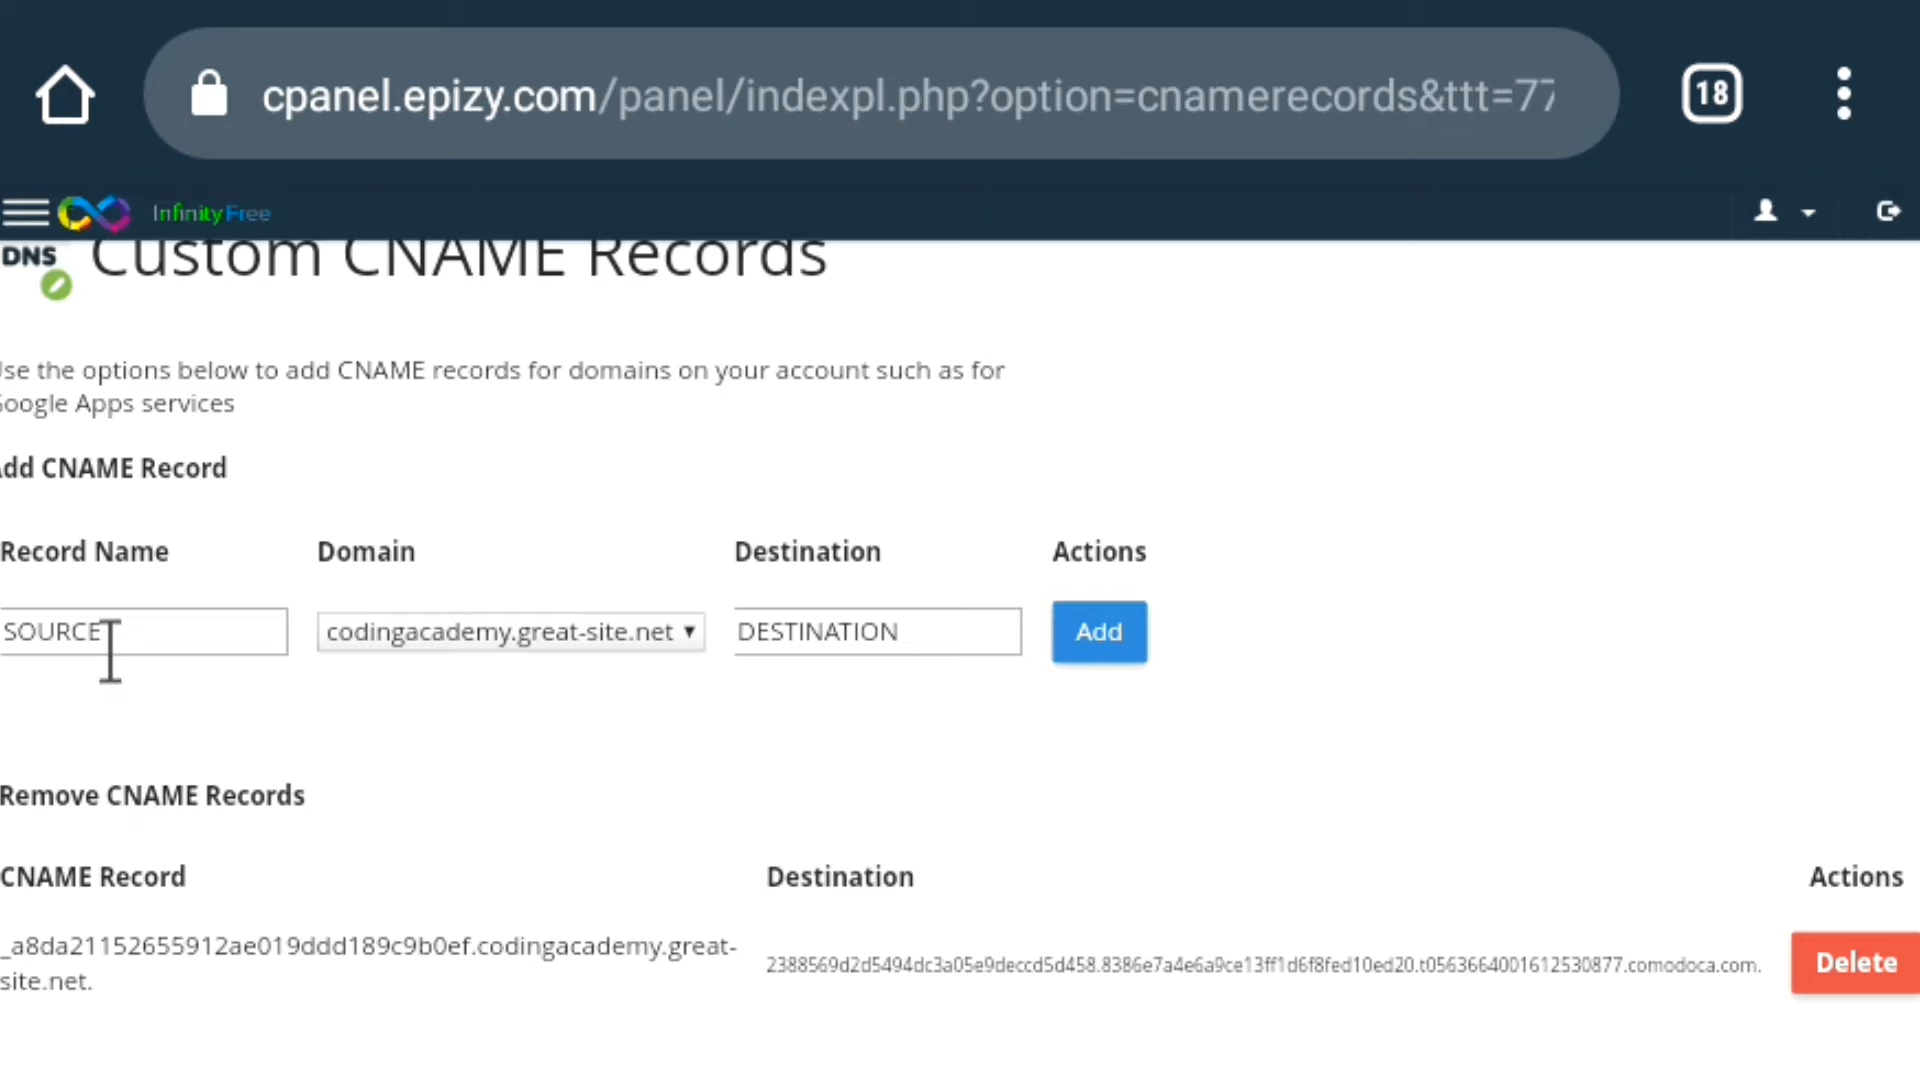 cpanel.epizy.com/panel/indexpl.php?option=cnamerecords&ttt=77
18
InfinityFree
DNS Custom CNAME Records
se the options below to add CNAME records for domains on your account such as for
oogle Apps services
dd CNAME Record
Record Name Domain Destination Actions
SOURCE codingacademy.great-site.net DESTINATION Add
Remove CNAME Records
CNAME Record Destination Actions
_a8da21152655912ae019ddd189c9b0ef.codingacademy.great-
site.net.
2388569d2d5494dc3a05e9deccd5d458.8386e7a4e6a9ce13ff1d6f8fed10ed20.t0563664001612530877.comodoca.com.
Delete